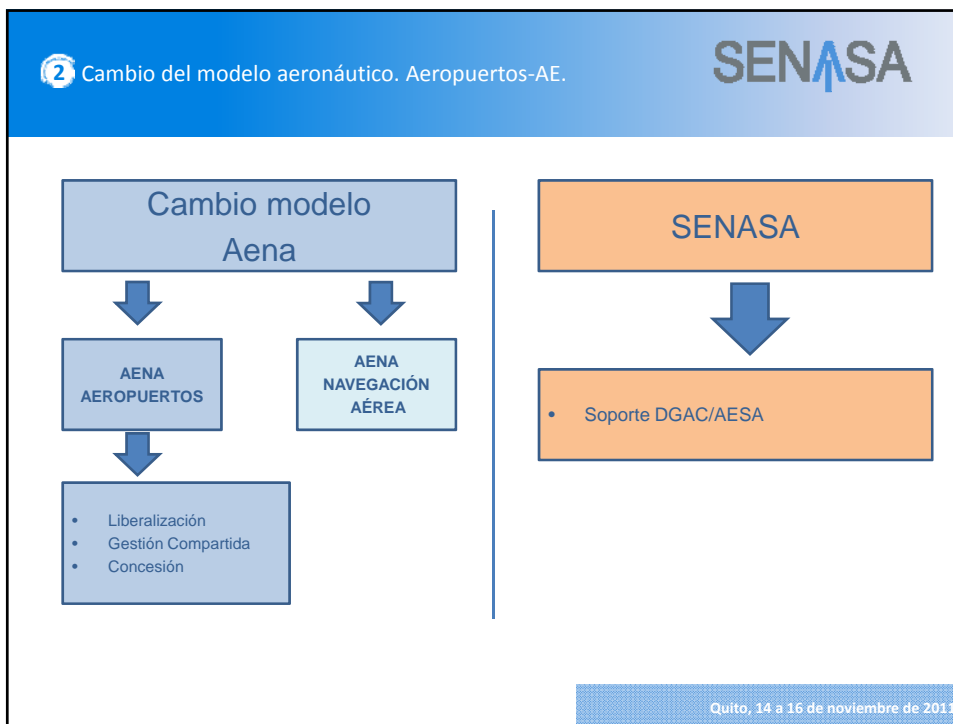 2 Cambio del modelo aeronáutico. Aeropuertos-AE.
SENASA
Cambio modelo
Aena
AENA
AEROPUERTOS
AENA
NAVEGACIÓN
AÉREA
• Liberalización
• Gestión Compartida
• Concesión
SENASA
• Soporte DGAC/AESA
Quito, 14 a 16 de noviembre de 2011